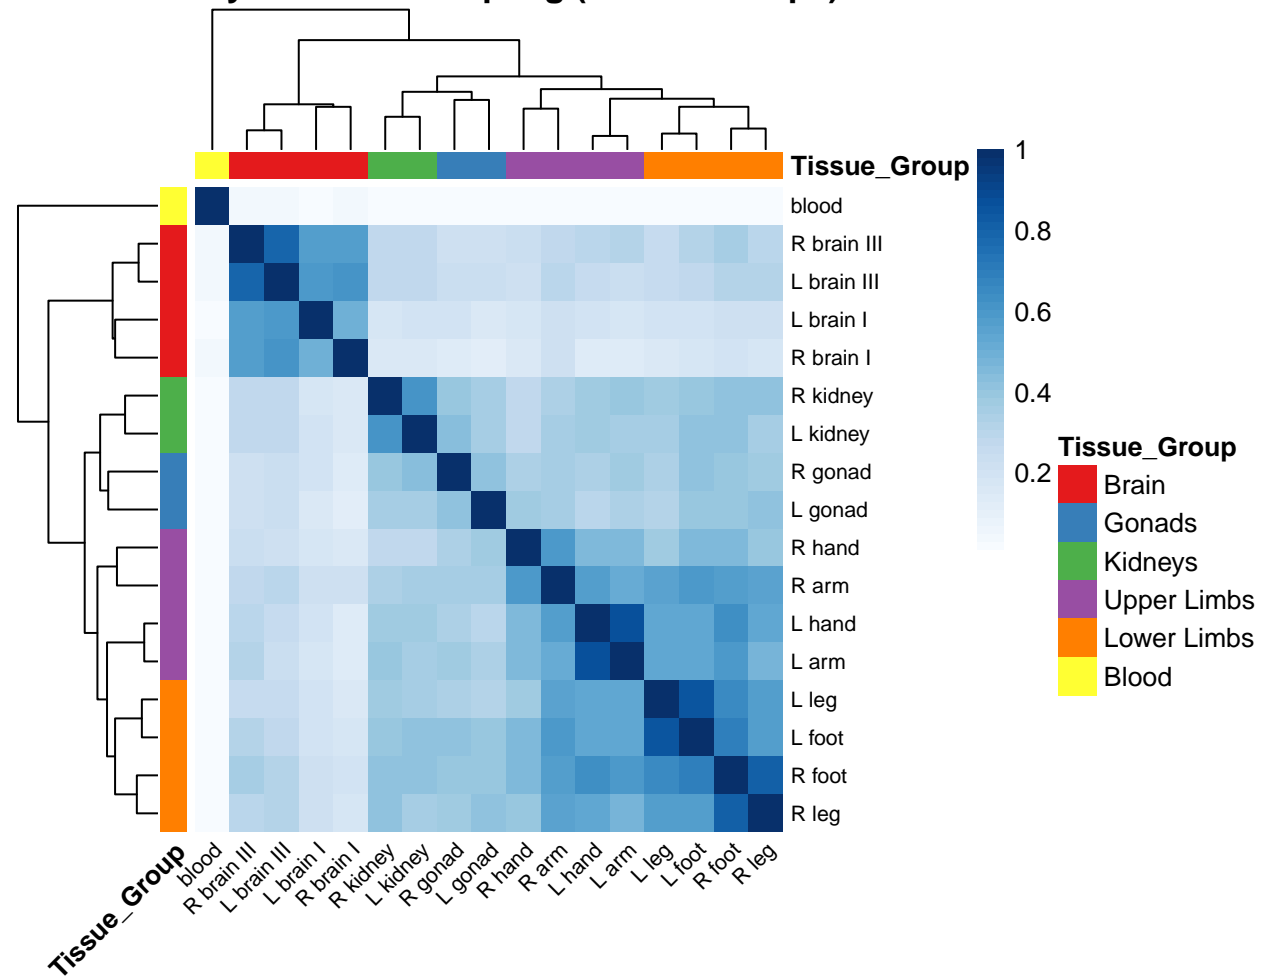 Tissue_Group
1
0.8
0.6
0.4
0.2
blood
R brain III
L brain III
L brain I
R brain I
R kidney
L kidney
R gonad
L gonad
R hand
R arm
L hand
L arm
L leg
L foot
R foot
R leg
Tissue_Group
Brain
Gonads
Kidneys
Upper Limbs
Lower Limbs
Blood
Tissue_Group
blood
R brain III
L brain III
L brain I
R brain I
R kidney
L kidney
R gonad
L gonad
R hand
R arm
L hand
L arm
L leg
L foot
R foot
R leg